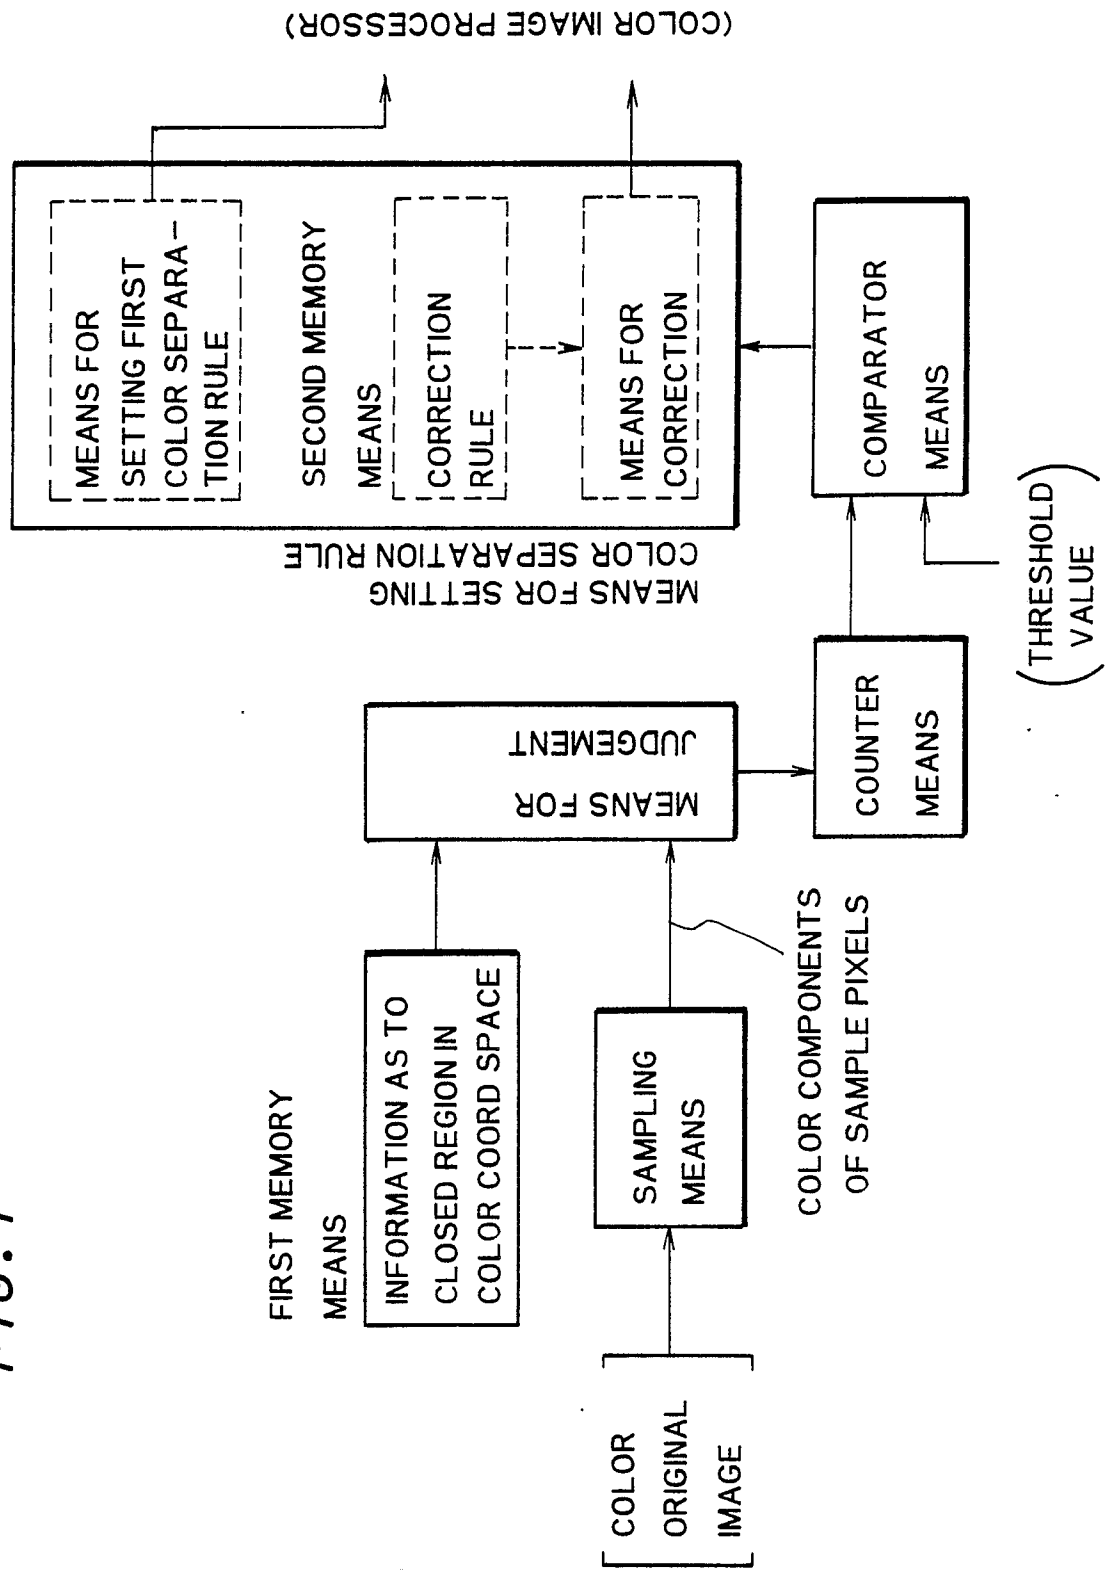 FIG. 1
FIRST MEMORY
MEANS
INFORMATION AS TO
CLOSED REGION IN
COLOR COORD SPACE
COLOR
ORIGINAL
IMAGE
SAMPLING
MEANS
COLOR COMPONENTS
OF SAMPLE PIXELS
MEANS FOR
JUDGEMENT
COUNTER
MEANS
(THRESHOLD
VALUE)
COMPARATOR
MEANS
MEANS FOR SETTING
COLOR SEPARATION RULE
MEANS FOR
SETTING FIRST
COLOR SEPARA-
TION RULE
SECOND MEMORY
MEANS
CORRECTION
RULE
MEANS FOR
CORRECTION
(COLOR IMAGE PROCESSOR)